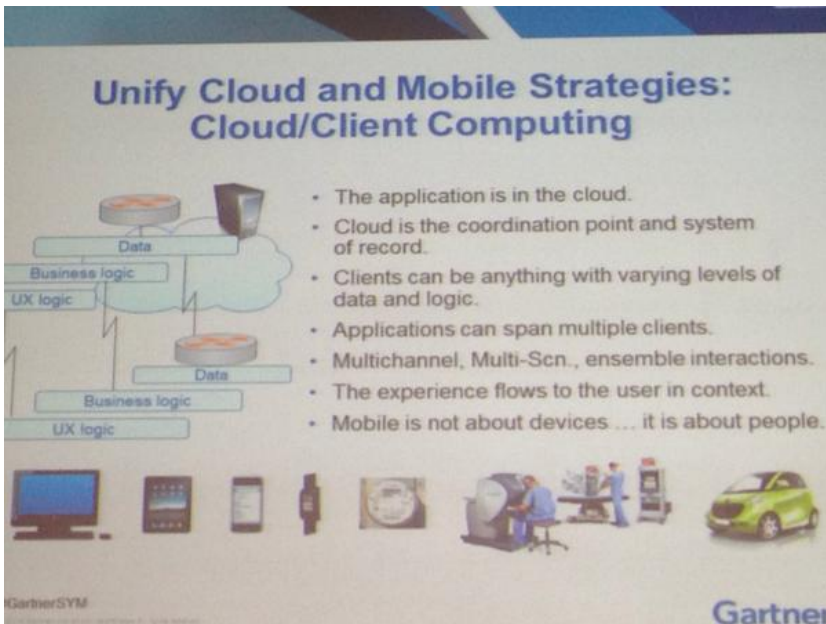 Unify Cloud and Mobile Strategies:
Cloud/Client Computing
• The application is in the cloud.
• Cloud is the coordination point and system
of record.
• Clients can be anything with varying levels of
data and logic.
• Applications can span multiple clients.
• Multichannel, Multi-Scn., ensemble interactions.
• The experience flows to the user in context.
• Mobile is not about devices … it is about people.
Data
Business logic
UX logic
Data
Business logic
UX logic
GartnerSYM
Gartner